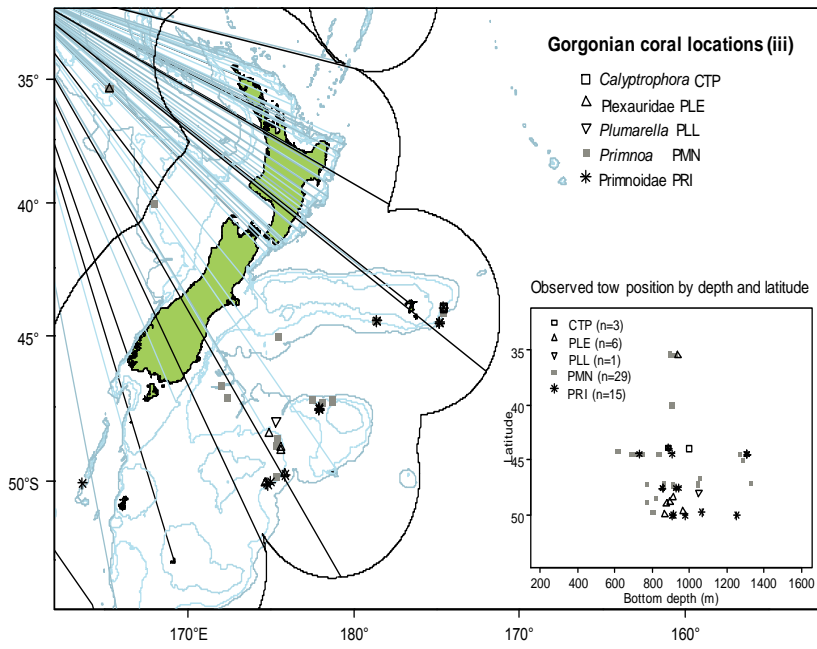 Gorgonian coral locations (iii)
Calyptrophora CTP
Plexauridae PLE
Plumarella PLL
Primnoa PMN
Primnoidae PRI
35°
40°
45°
50°S
170°E
180°
170°
160°
Observed tow position by depth and latitude
CTP (n=3)
PLE (n=6)
PLL (n=1)
PMN (n=29)
PRI (n=15)
Latitude
35
40
45
50
200 400 600 800 1000 1200 1400 1600
Bottom depth (m)